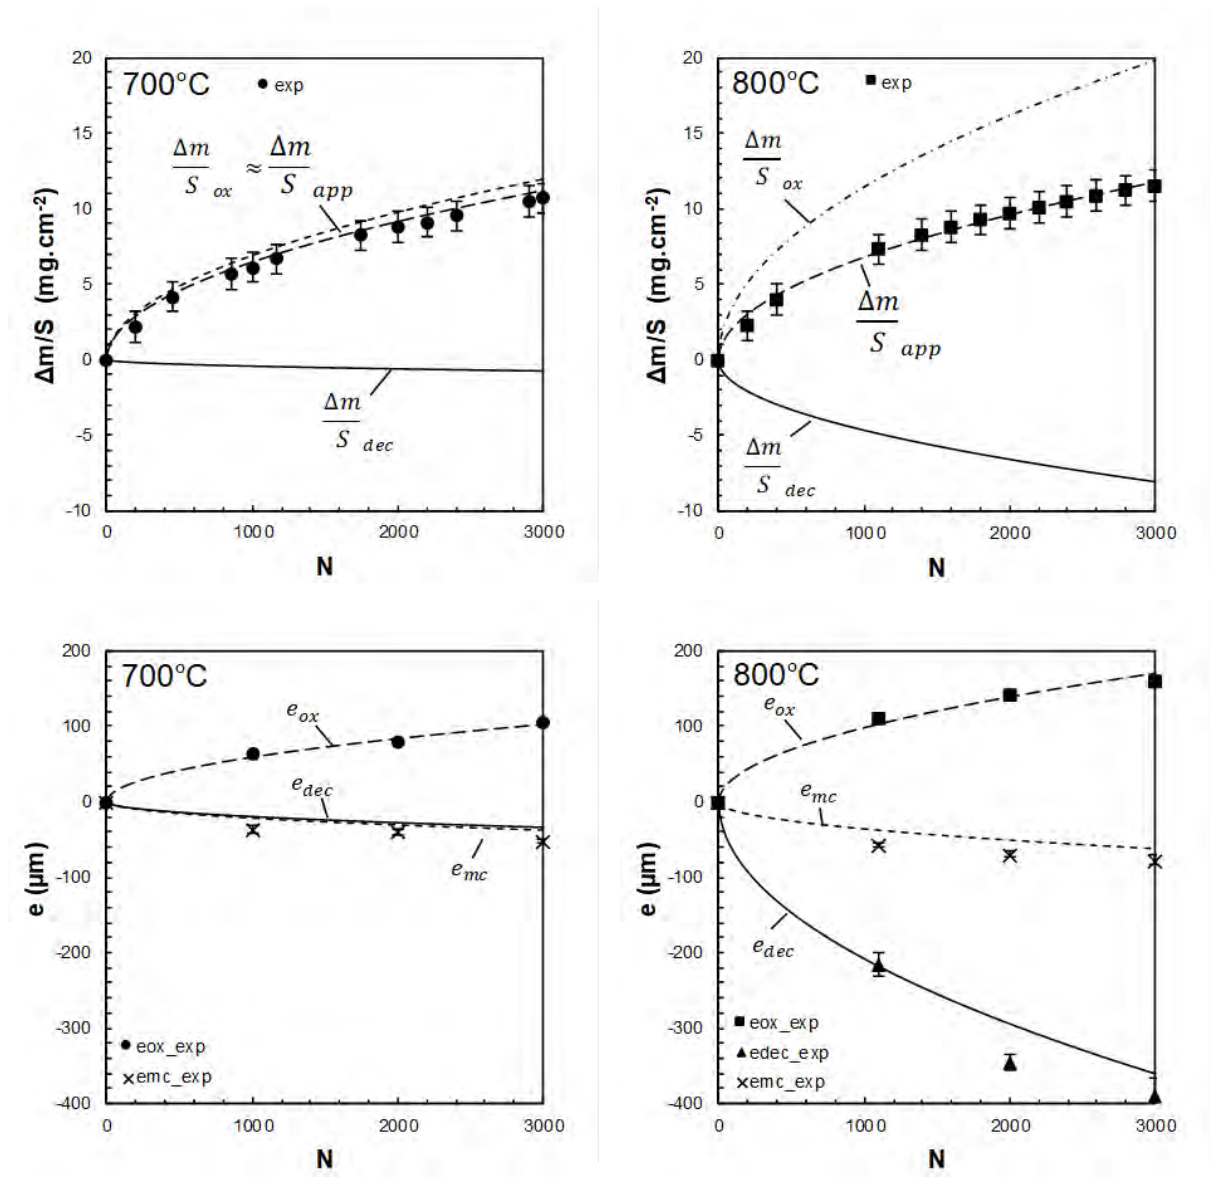 700°C
exp
Δm/S ox ≈ Δm/S app
Δm/S dec
20
15
10
5
0
-5
-10
Δm/S (mg.cm-2)
0 1000 2000 3000
N
800°C
exp
Δm/S ox
Δm/S app
Δm/S dec
20
15
10
5
0
-5
-10
Δm/S (mg.cm-2)
0 1000 2000 3000
N
700°C
eox
edec
emc
eox_exp
emc_exp
200
100
0
-100
-200
-300
-400
e (µm)
0 1000 2000 3000
N
800°C
eox
emc
edec
eox_exp
edec_exp
emc_exp
200
100
0
-100
-200
-300
-400
e (µm)
0 1000 2000 3000
N